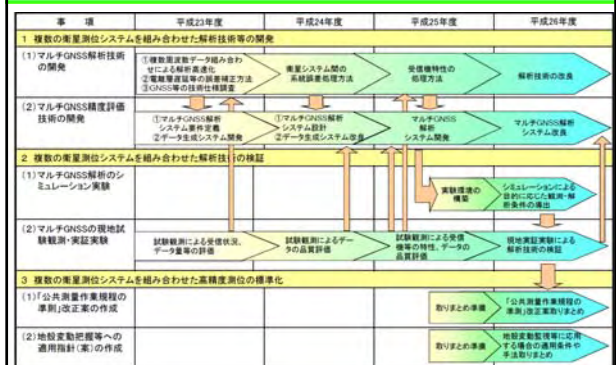 事　項
平成23年度
平成24年度
平成25年度
平成26年度
1 複数の衛星測位システムを組み合わせた解析技術等の開発
(1)マルチGNSS解析技術
の開発
①複数周波数データ組み合わ
せによる解析高速化
②電離層遅延等の誤差補正方法
③GNSS等の技術仕様調査
衛星システム間の
系統誤差処理方法
受信機特性の
処理方法
解析技術の改良
(2)マルチGNSS精度評価
技術の開発
①マルチGNSS解析
システム要件定義
②データ生成システム開発
①マルチGNSS解析
システム設計
②データ生成システム改良
マルチGNSS
解析
システム開発
マルチGNSS解析
システム改良
2 複数の衛星測位システムを組み合わせた解析技術の検証
(1)マルチGNSS解析のシ
ミュレーション実験
実験環境の
構築
シミュレーションによる
目的に応じた観測・解
析条件の導出
(2)マルチGNSSの現地試
験観測・実証実験
試験観測による受信状況、
データ量等の評価
試験観測によるデー
タの品質評価
試験観測による受信
機等の特性、データの
品質評価
現地実証実験による
解析技術の検証
3 複数の衛星測位システムを組み合わせた高精度測位の標準化
(1)「公共測量作業規程の
準則」改正案の作成
取りまとめ準備
「公共測量作業規程の
準則」改正案取りまとめ
(2)地殻変動把握等への
適用指針(案)の作成
取りまとめ準備
地殻変動監視等に応用
する場合の適用条件や
手法取りまとめ